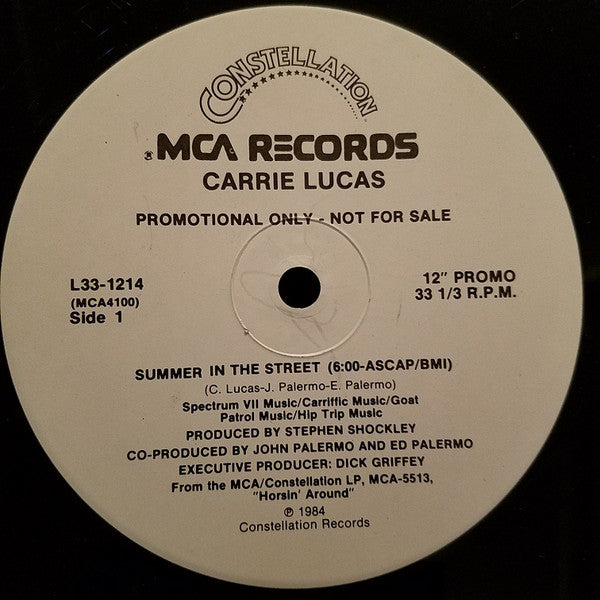 CONSTELLATION
MCA RECORDS
CARRIE LUCAS
PROMOTIONAL ONLY - NOT FOR SALE
L33-1214
(MCA4100)
Side 1
12" PROMO
33 1/3 R.P.M.
SUMMER IN THE STREET (6:00-ASCAP/BMI)
(C. Lucas-J. Palermo-E. Palermo)
Spectrum VII Music/Carriffic Music/Goat
Patrol Music/Hip Trip Music
PRODUCED BY STEPHEN SHOCKLEY
CO-PRODUCED BY JOHN PALERMO AND ED PALERMO
EXECUTIVE PRODUCER: DICK GRIFFEY
From the MCA/Constellation LP, MCA-5513,
"Horsin' Around"
℗ 1984
Constellation Records